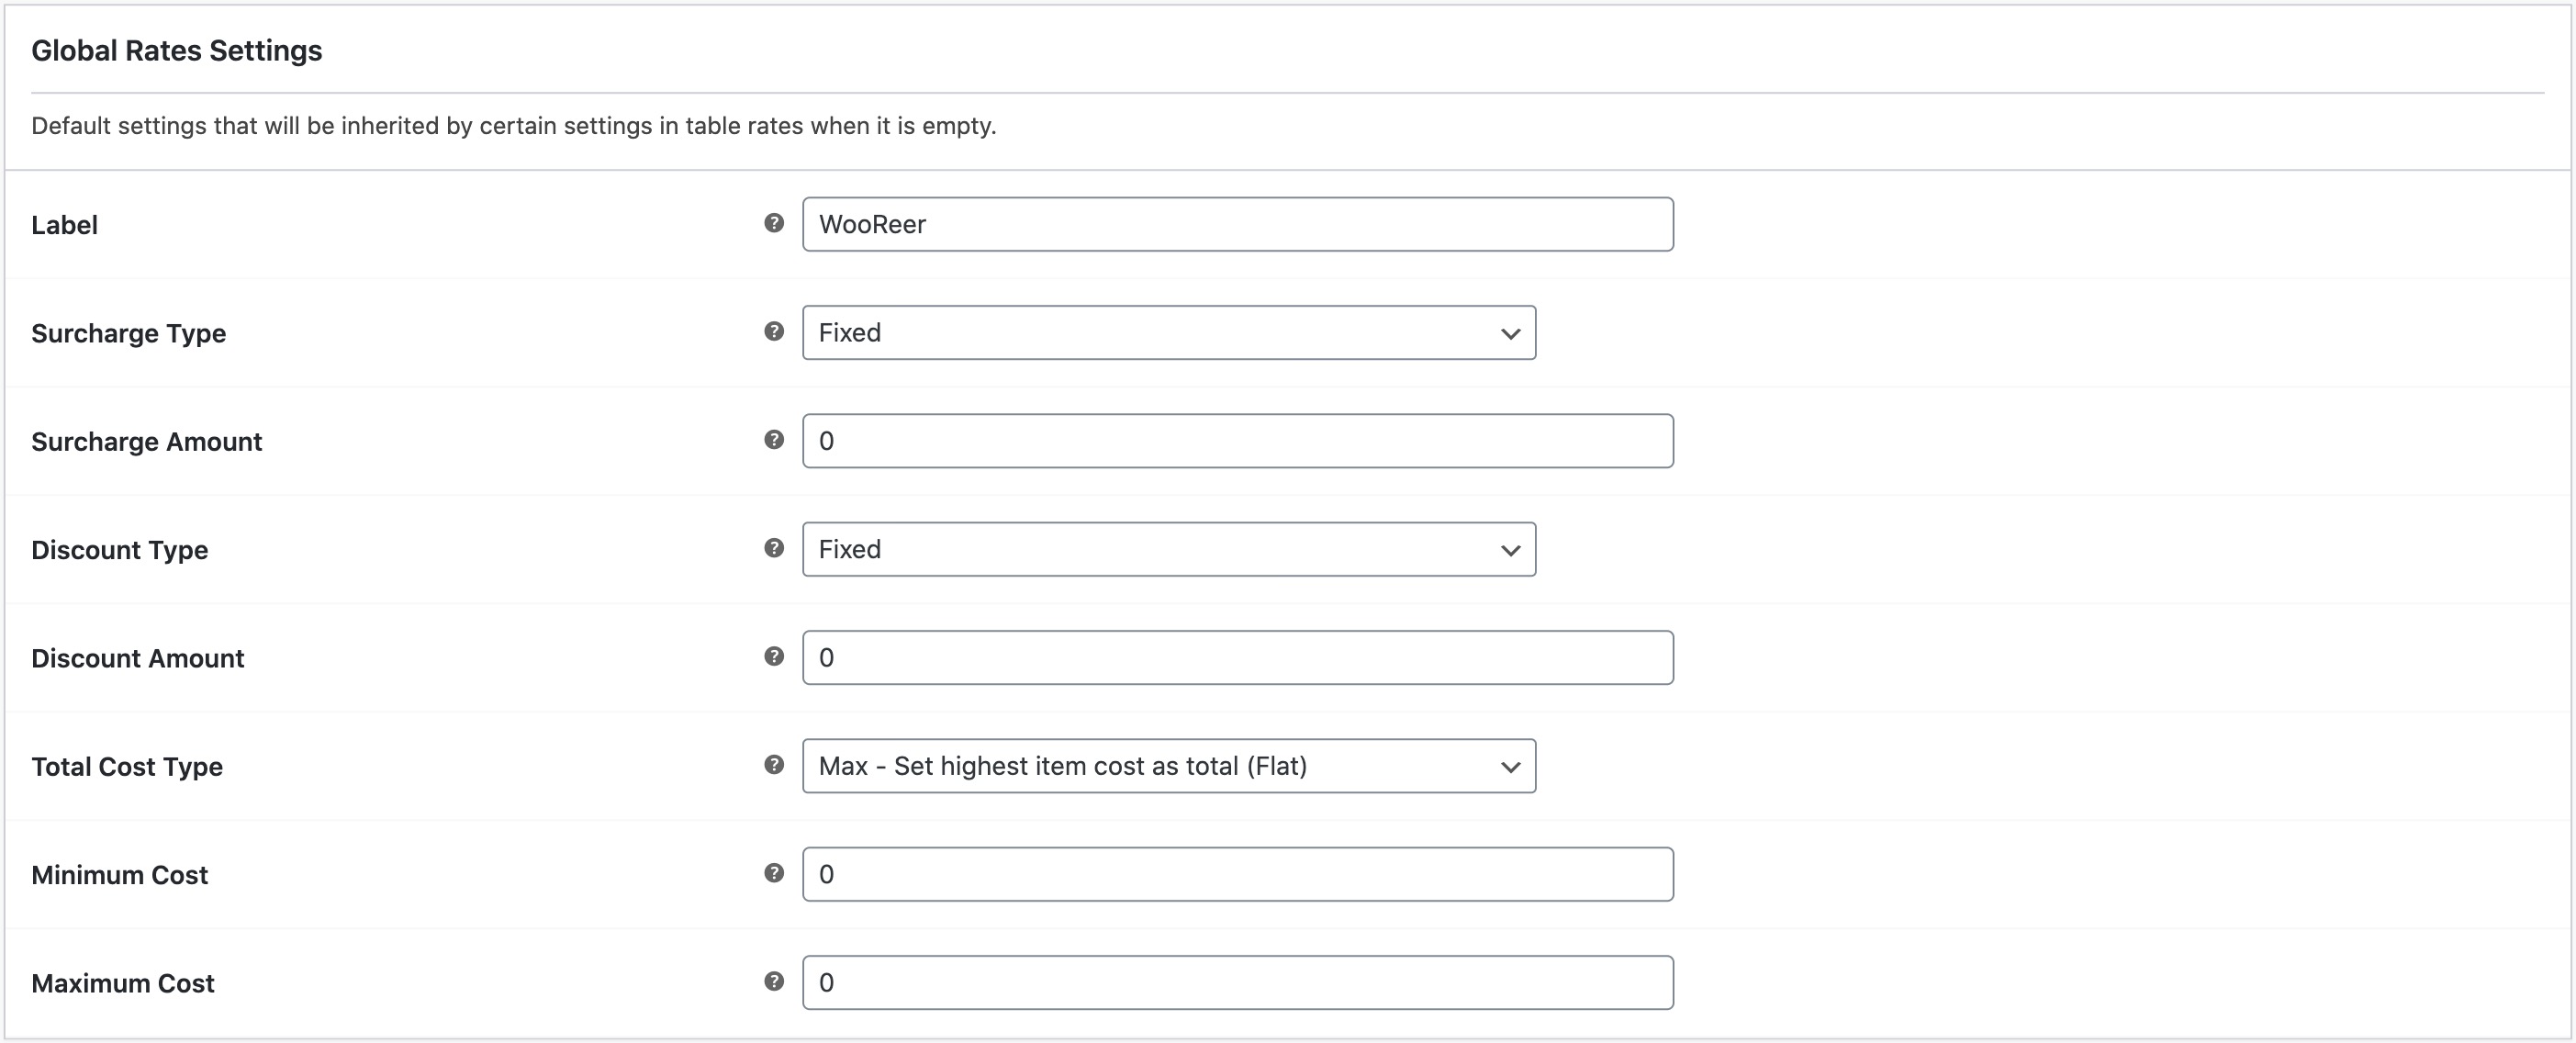 Global Rates Settings
Default settings that will be inherited by certain settings in table rates when it is empty.
Label ? WooReer
Surcharge Type ? Fixed
Surcharge Amount ? 0
Discount Type ? Fixed
Discount Amount ? 0
Total Cost Type ? Max - Set highest item cost as total (Flat)
Minimum Cost ? 0
Maximum Cost ? 0